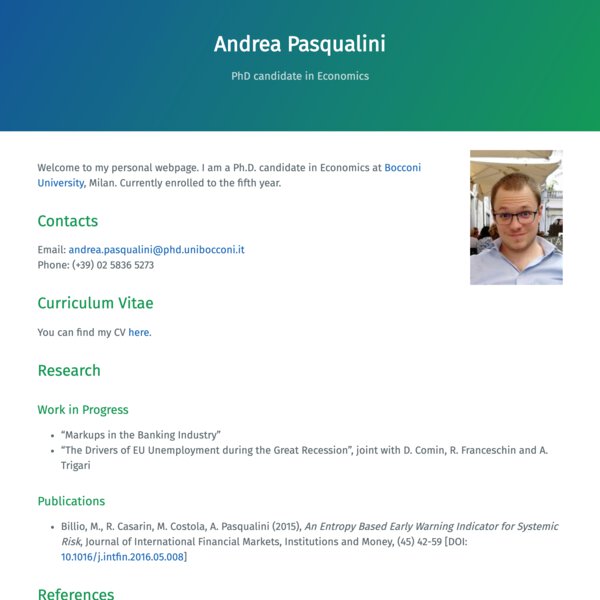 Andrea Pasqualini
PhD candidate in Economics
Welcome to my personal webpage. I am a Ph.D. candidate in Economics at Bocconi
University, Milan. Currently enrolled to the fifth year.
Contacts
Email: andrea.pasqualini@phd.unibocconi.it
Phone: (+39) 02 5836 5273
Curriculum Vitae
You can find my CV here.
Research
Work in Progress
• “Markups in the Banking Industry”
• “The Drivers of EU Unemployment during the Great Recession”, joint with D. Comin, R. Franceschin and A.
Trigari
Publications
• Billio, M., R. Casarin, M. Costola, A. Pasqualini (2015), An Entropy Based Early Warning Indicator for Systemic
Risk, Journal of International Financial Markets, Institutions and Money, (45) 42-59 [DOI:
10.1016/j.intfin.2016.05.008]
References